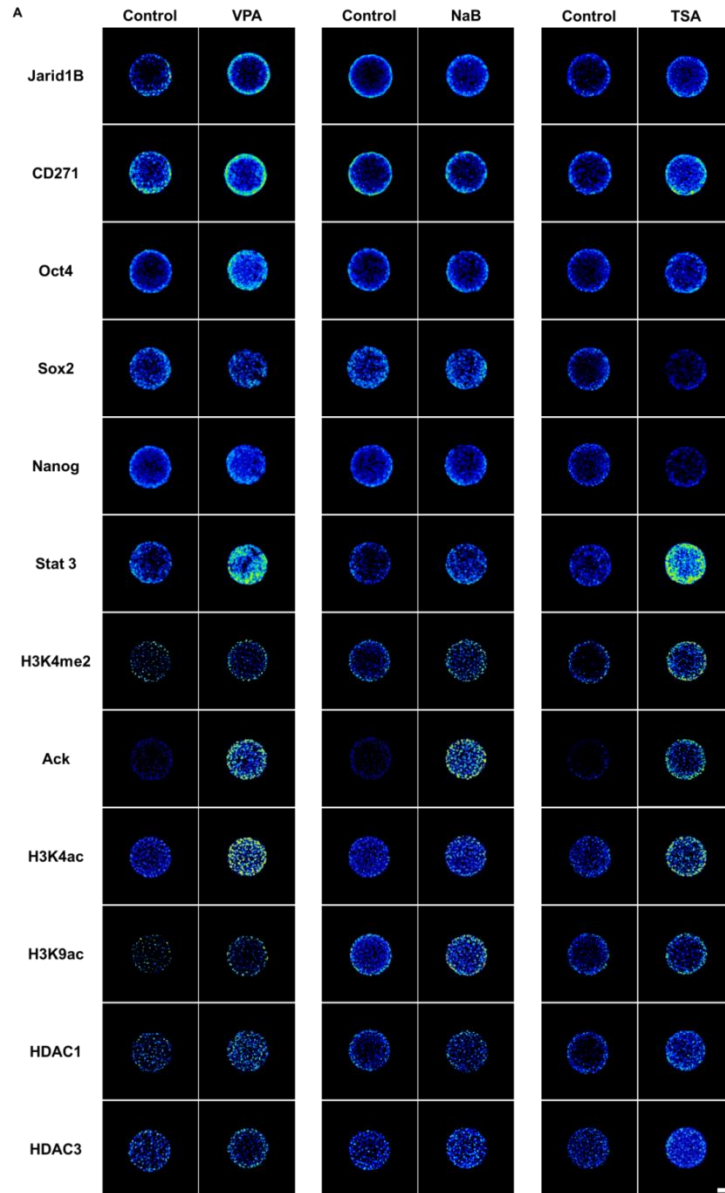 A
Control VPA Control NaB Control TSA
Jarid1B
CD271
Oct4
Sox2
Nanog
Stat 3
H3K4me2
Ack
H3K4ac
H3K9ac
HDAC1
HDAC3